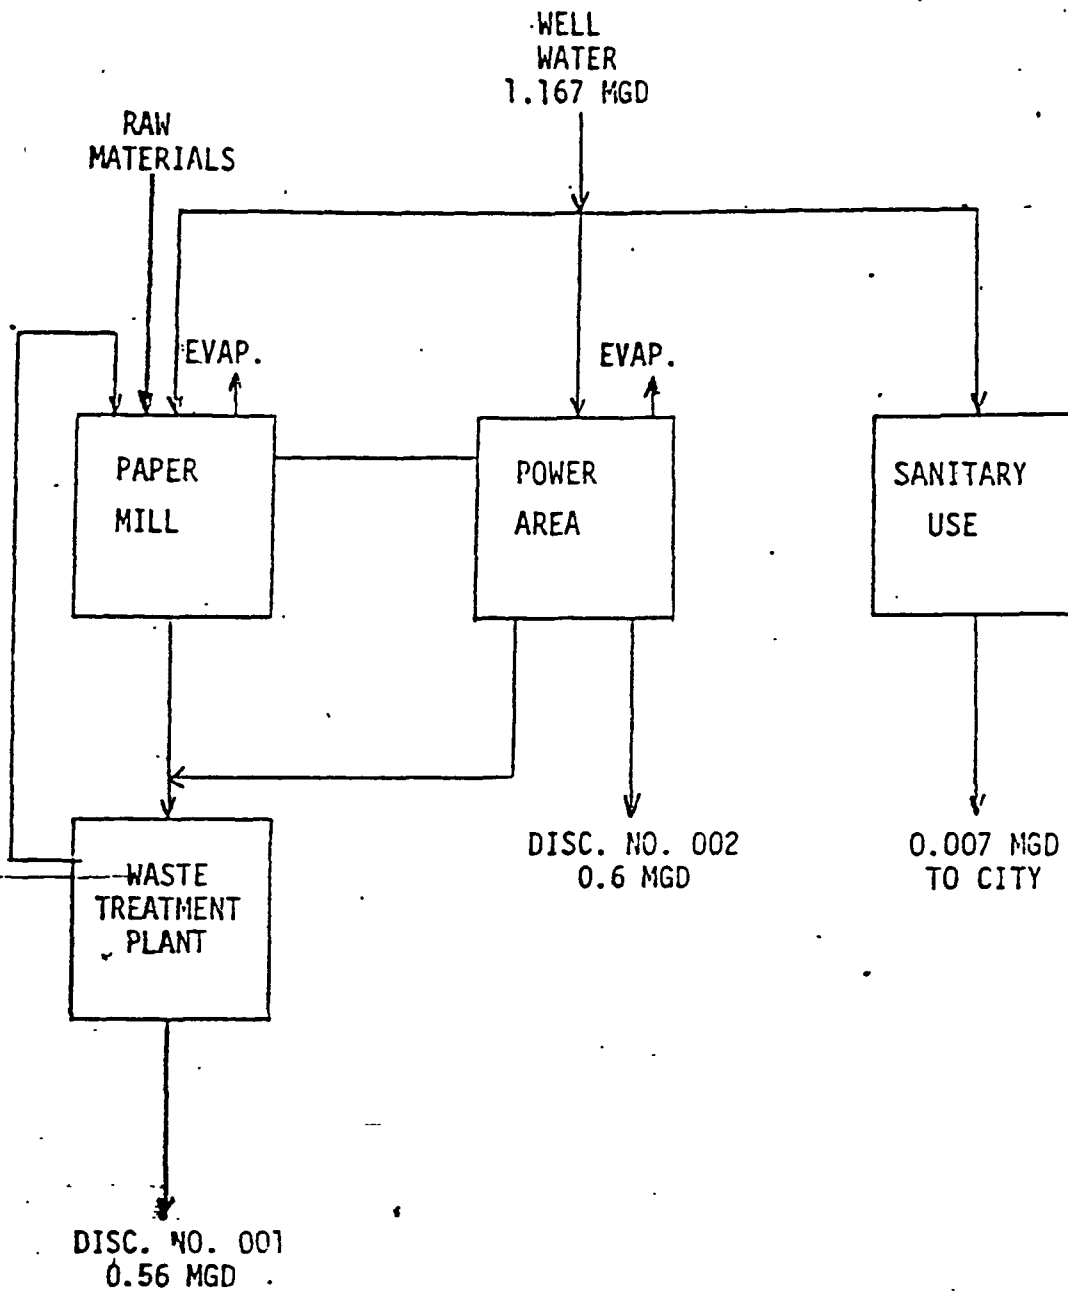 WELL
WATER
1.167 MGD
RAW
MATERIALS
EVAP.
EVAP.
PAPER
MILL
POWER
AREA
SANITARY
USE
DISC. NO. 002
0.6 MGD
0.007 MGD
TO CITY
WASTE
TREATMENT
PLANT
DISC. NO. 001
0.56 MGD